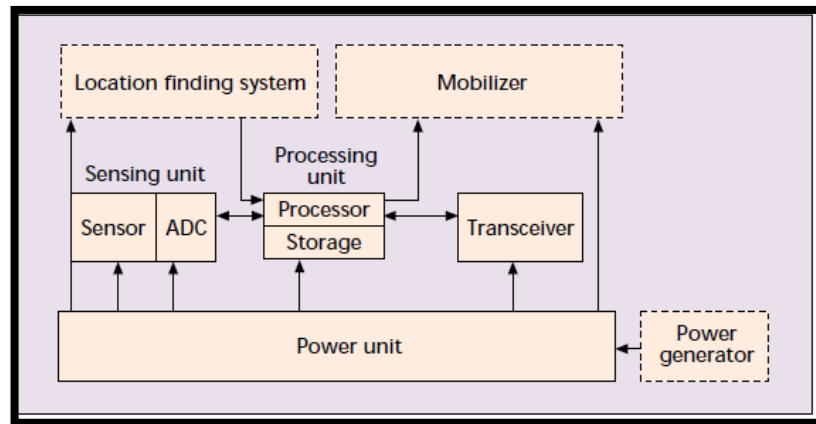 Location finding system
Mobilizer
Sensing unit
Processing
unit
Sensor
ADC
Processor
Storage
Transceiver
Power unit
Power
generator